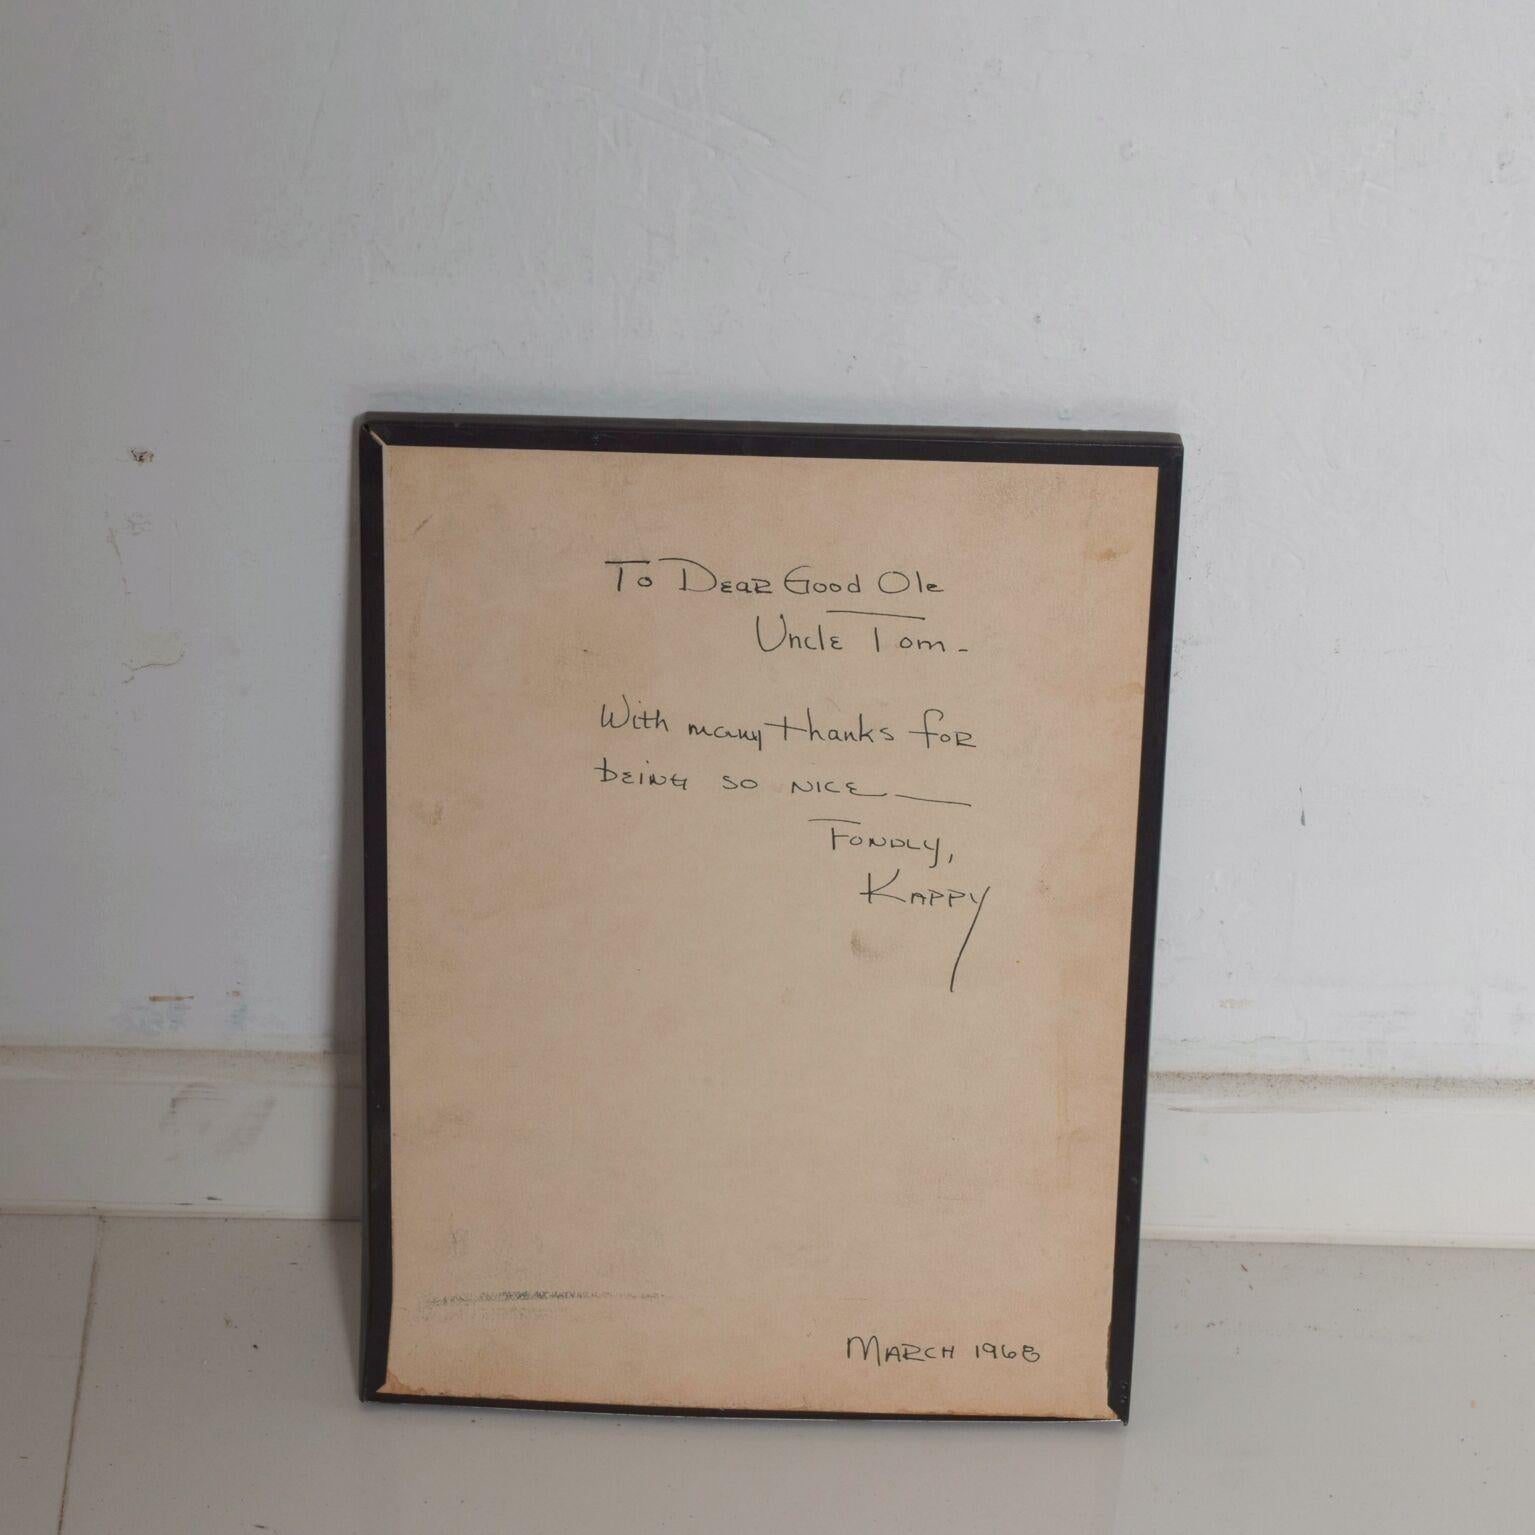 To Dear Good Ole
Uncle Tom-
With many thanks for
being so nice—
Fondly,
Kappy
March 1968